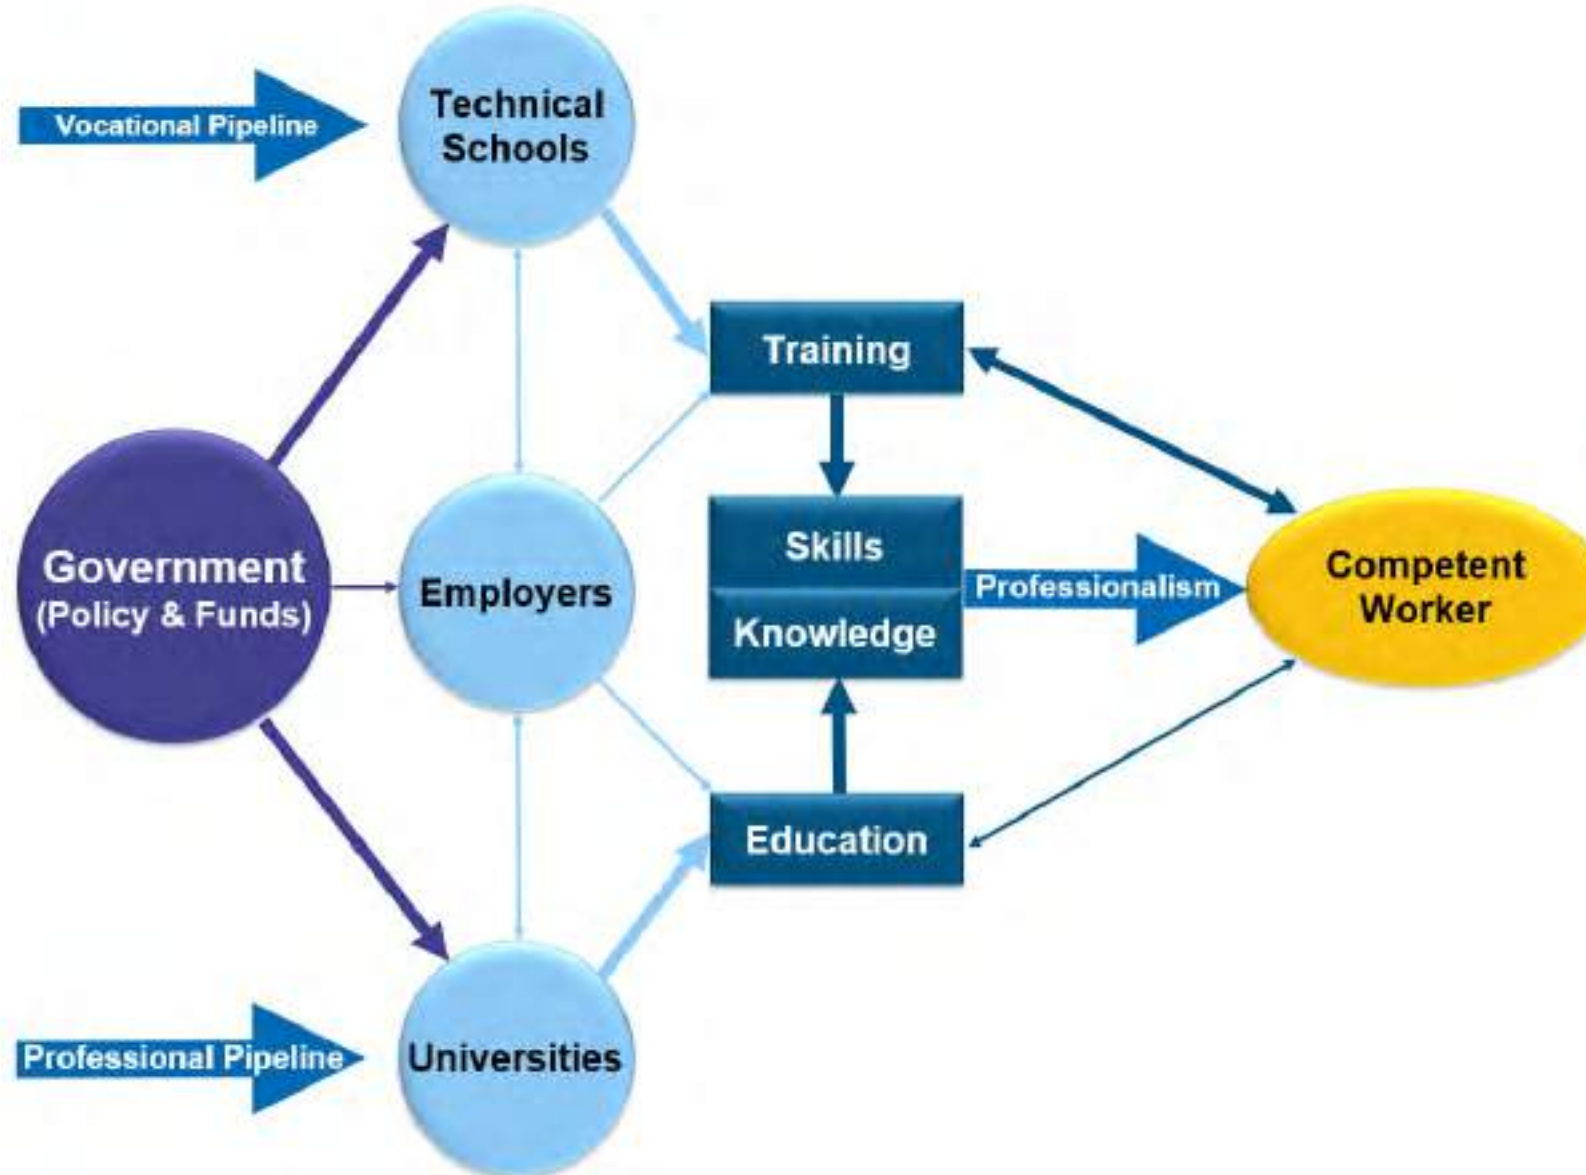 Vocational Pipeline
Technical
Schools
Training
Government
(Policy & Funds)
Employers
Skills
Knowledge
Professionalism
Competent
Worker
Education
Professional Pipeline
Universities